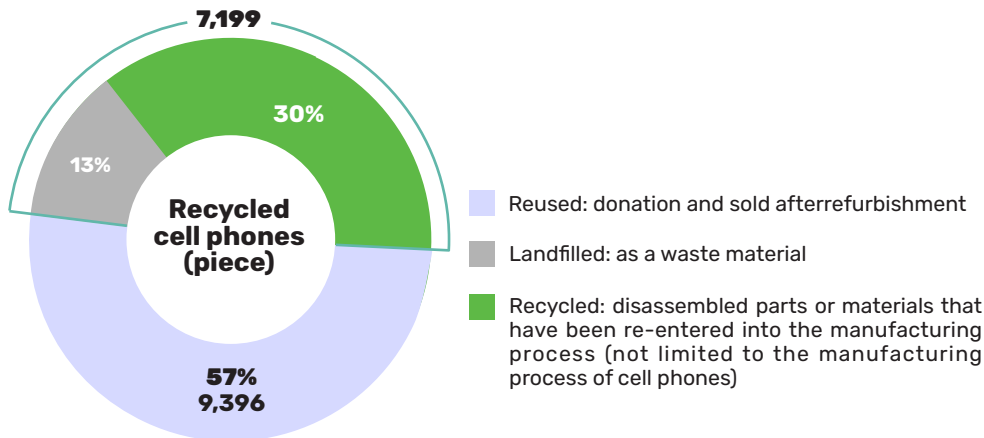 7,199
30%
13%
Recycled
cell phones
(piece)
57%
9,396
Reused: donation and sold afterrefurbishment
Landfilled: as a waste material
Recycled: disassembled parts or materials that
have been re-entered into the manufacturing
process (not limited to the manufacturing
process of cell phones)